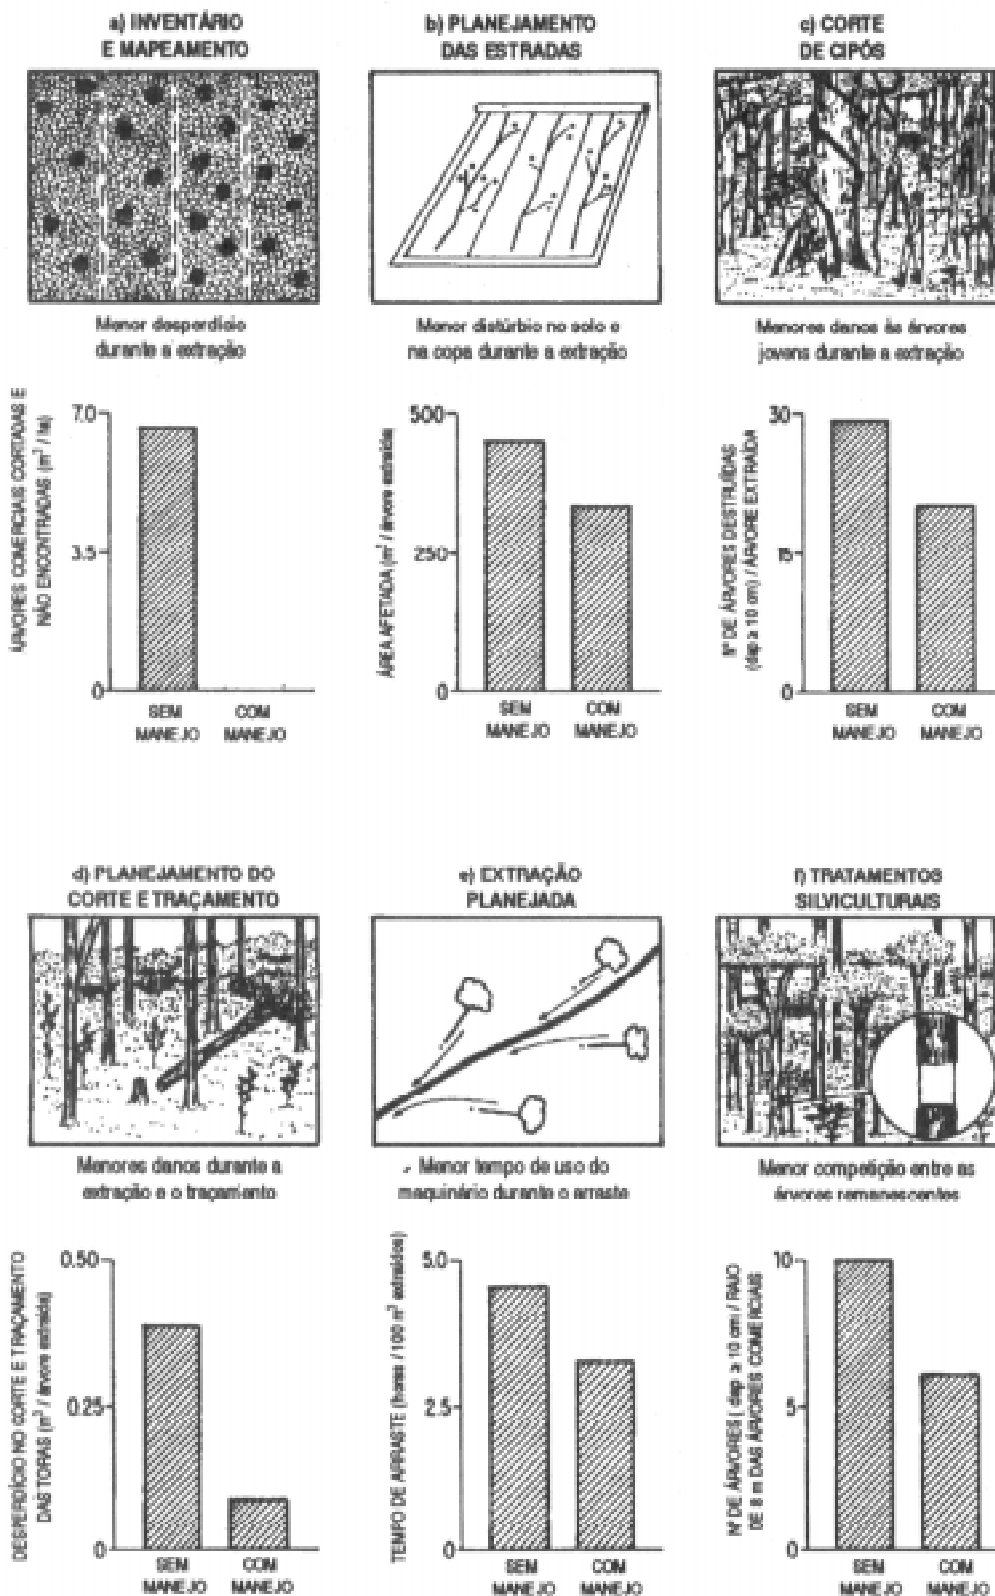 a) INVENTÁRIO
E MAPEAMENTO
b) PLANEJAMENTO
DAS ESTRADAS
c) CORTE
DE CIPÓS
Menor desperdício
durante a extração
Menor distúrbio no solo e
na copa durante a extração
Menores danos às árvores
jovens durante a extração
ÁRVORES COMERCIAIS CORTADAS E
NÃO ENCONTRADAS (m³ / ha)
7.0
3.5
0
SEM
MANEJO
COM
MANEJO
ÁREA AFETADA (m² / árvore extraída)
500
250
0
SEM
MANEJO
COM
MANEJO
Nº DE ÁRVORES DESTRUÍDAS
(dap ≥ 10 cm) / ÁRVORE EXTRAÍDA
30
15
0
SEM
MANEJO
COM
MANEJO
d) PLANEJAMENTO DO
CORTE E TRAÇAMENTO
e) EXTRAÇÃO
PLANEJADA
f) TRATAMENTOS
SILVICULTURAIS
Menores danos durante a
extração e o traçamento
Menor tempo de uso do
maquinário durante o arraste
Menor competição entre as
árvores remanescentes
DESPERDÍCIO NO CORTE E TRAÇAMENTO
DAS TORAS (m³ / árvore extraída)
0.50
0.25
0
SEM
MANEJO
COM
MANEJO
TEMPO DE ARRASTE (horas / 100 m³ extraídos)
5.0
2.5
0
SEM
MANEJO
COM
MANEJO
Nº DE ÁRVORES ( dap ≥ 10 cm / RAIO
DE 8 m DAS ÁRVORES COMERCIAIS
10
5
0
SEM
MANEJO
COM
MANEJO